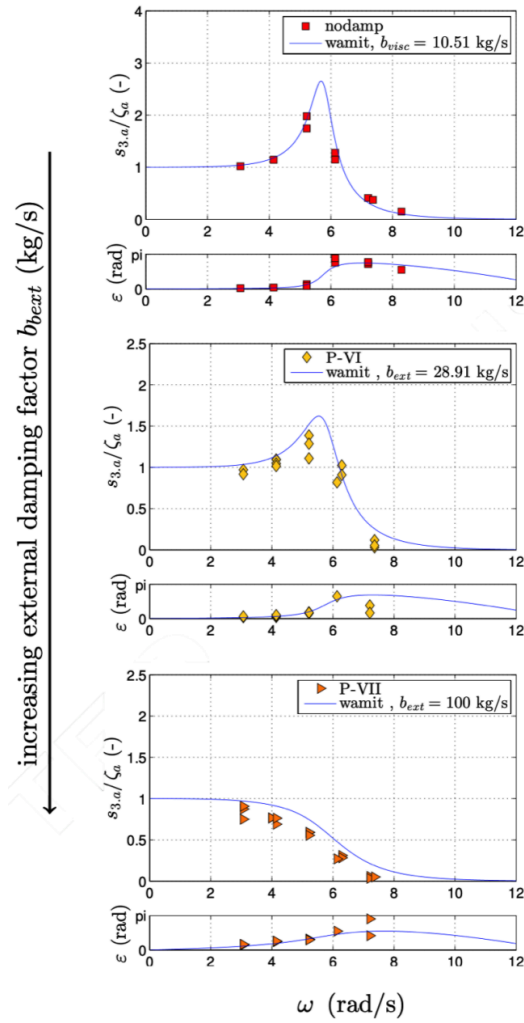 increasing external damping factor b_bext (kg/s)
4
3
2
1
0
s_3.a/ζ_a (-)
nodamp
wamit, b_visc = 10.51 kg/s
0 2 4 6 8 10 12
pi
0
ε (rad)
0 2 4 6 8 10 12
2.5
2
1.5
1
0.5
0
s_3.a/ζ_a (-)
P-VI
wamit , b_ext = 28.91 kg/s
0 2 4 6 8 10 12
pi
0
ε (rad)
0 2 4 6 8 10 12
2.5
2
1.5
1
0.5
0
s_3.a/ζ_a (-)
P-VII
wamit , b_ext = 100 kg/s
0 2 4 6 8 10 12
pi
0
ε (rad)
0 2 4 6 8 10 12
ω (rad/s)